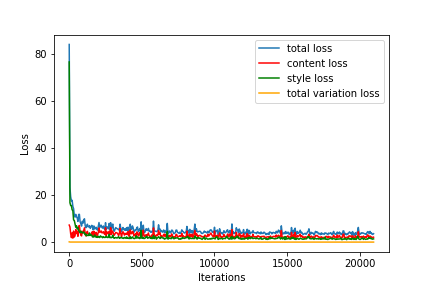 total loss
content loss
style loss
total variation loss
80
60
40
20
0
Loss
0
5000
10000
15000
20000
Iterations